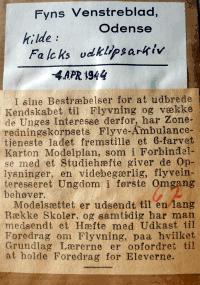 Fyns Venstreblad,
Odense
Kilde:
Falcks udklipsarkiv
4 APR 1944
I sine Bestræbelser for at udbrede
Kendskabet til Flyvning og vække
de Unges Interesse derfor, har Zone-
redningskorpsets Flyve-Ambulance-
tjeneste ladet fremstille et 6-farvet
Karton Modelplan, som i Forbindel-
se med et Studiehefte giver de Op-
lysninger, en videbegærlig, flyvein-
teresseret Ungdom i første Omgang
behøver.
Modelsættet er udsendt til en lang
Række Skoler, og samtidig har man
medsendt et Hæfte med Udkast til
Foredrag om Flyvning, paa hvilket
Grundlag Lærerne er opfordret til
at holde Foredrag for Eleverne.